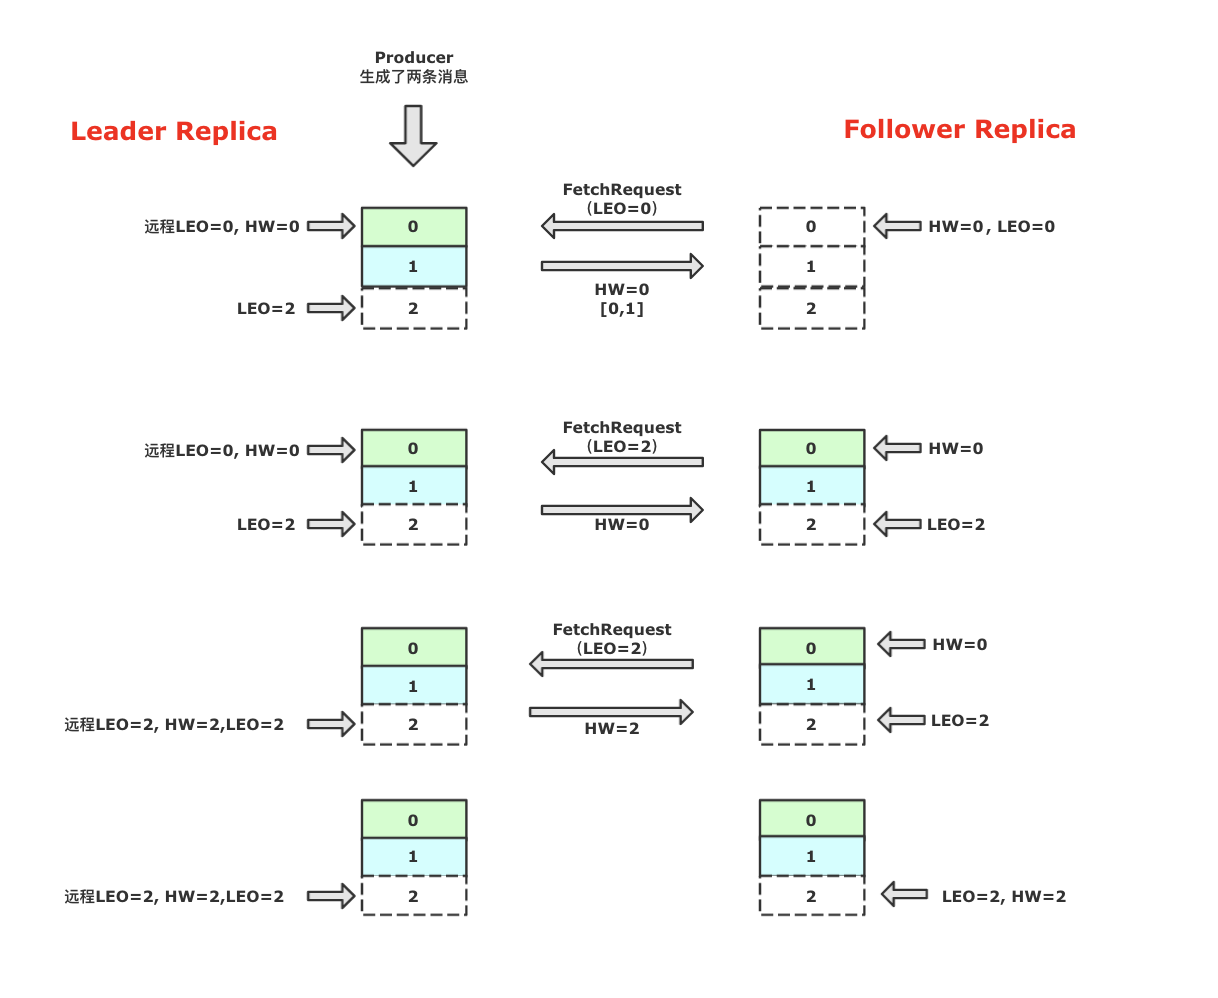 Producer
生成了两条消息
Leader Replica
Follower Replica
FetchRequest
(LEO=0)
远程LEO=0, HW=0
0
0
HW=0, LEO=0
1
1
HW=0
[0,1]
LEO=2
2
2
FetchRequest
(LEO=2)
远程LEO=0, HW=0
0
0
HW=0
1
1
LEO=2
2
HW=0
2
LEO=2
FetchRequest
(LEO=2)
0
0
HW=0
1
1
远程LEO=2, HW=2,LEO=2
2
HW=2
2
LEO=2
0
0
1
1
远程LEO=2, HW=2,LEO=2
2
2
LEO=2, HW=2